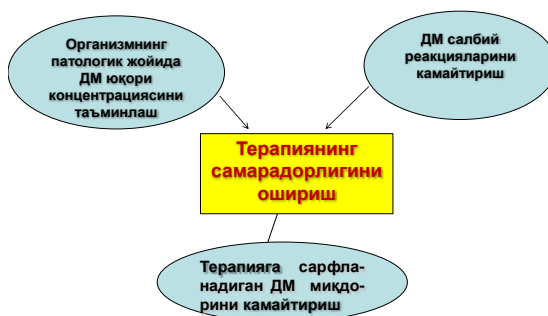 Организмнинг
патологик жойида
ДМ юқори
концентрациясини
таъминлаш
ДМ салбий
реакцияларини
камайтириш
Терапиянинг
самарадорлигини
ошириш
Терапияга сарфла-
надиган ДМ миқдо-
рини камайтириш